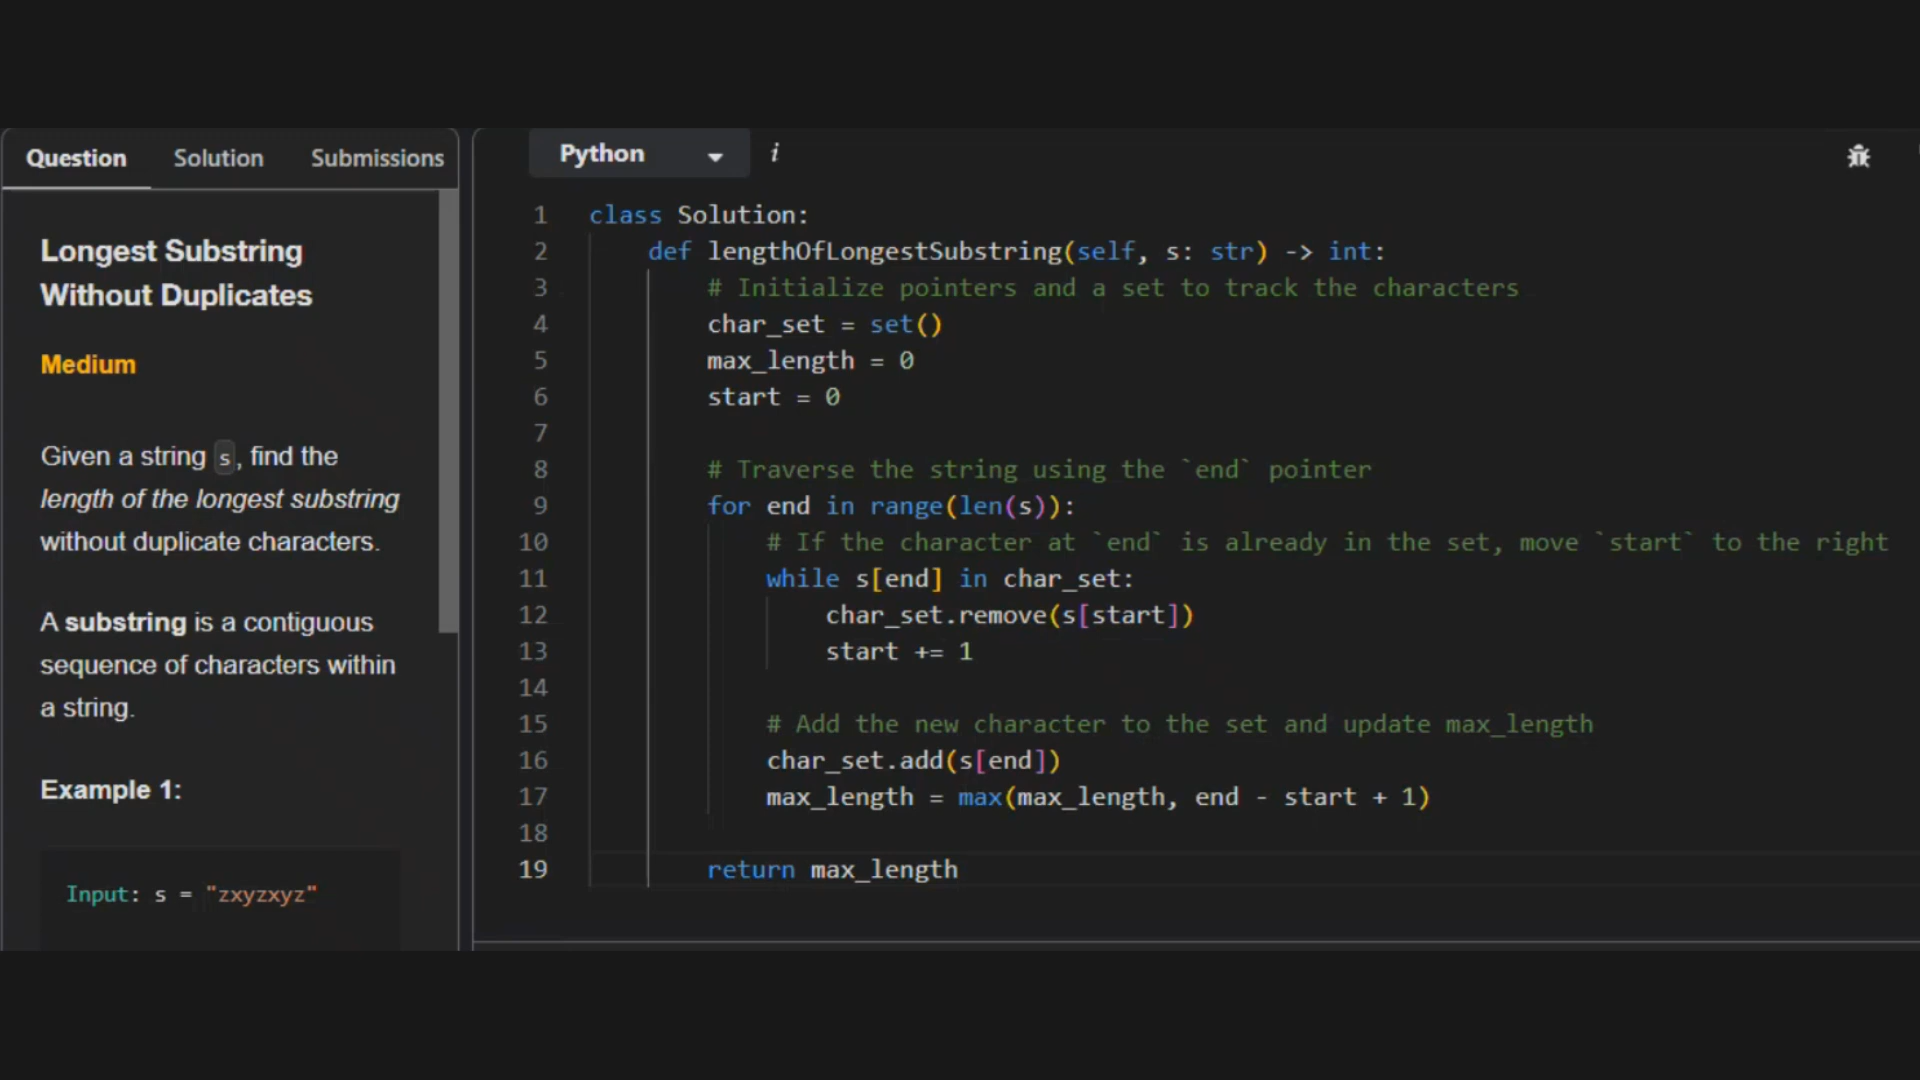 Question Solution Submissions
Longest Substring
Without Duplicates
Medium
Given a string s, find the
length of the longest substring
without duplicate characters.
A substring is a contiguous
sequence of characters within
a string.
Example 1:
Input: s = "zxyzxyz"
Python i
1 class Solution:
2     def lengthOfLongestSubstring(self, s: str) -> int:
3         # Initialize pointers and a set to track the characters
4         char_set = set()
5         max_length = 0
6         start = 0
7
8         # Traverse the string using the `end` pointer
9         for end in range(len(s)):
10             # If the character at `end` is already in the set, move `start` to the right
11             while s[end] in char_set:
12                 char_set.remove(s[start])
13                 start += 1
14
15             # Add the new character to the set and update max_length
16             char_set.add(s[end])
17             max_length = max(max_length, end - start + 1)
18
19         return max_length